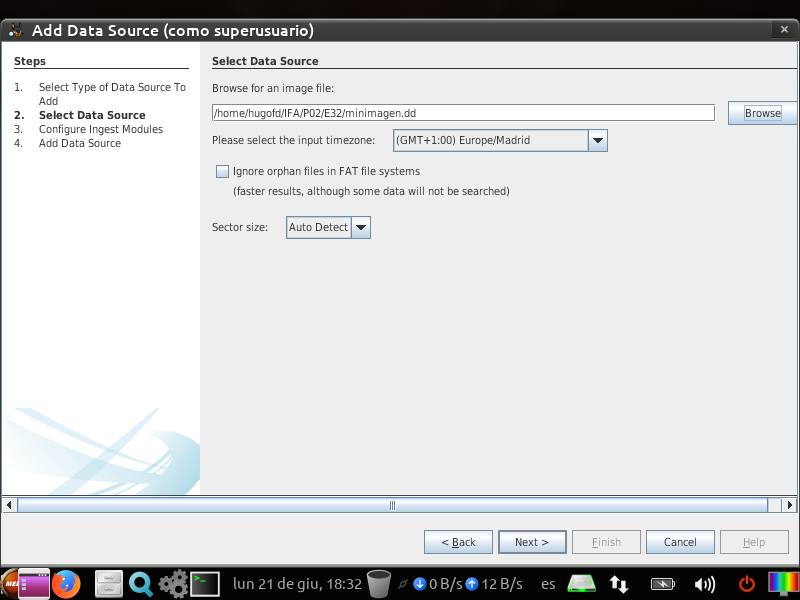 Add Data Source (como superusuario)
Steps
1. Select Type of Data Source To
Add
2. Select Data Source
3. Configure Ingest Modules
4. Add Data Source
Select Data Source
Browse for an image file:
/home/hugofd/IFA/P02/E32/minimagen.dd
Browse
Please select the input timezone:
(GMT+1:00) Europe/Madrid
Ignore orphan files in FAT file systems
(faster results, although some data will not be searched)
Sector size:
Auto Detect
< Back
Next >
Finish
Cancel
Help
lun 21 de giu, 18:32
0 B/s
12 B/s
es